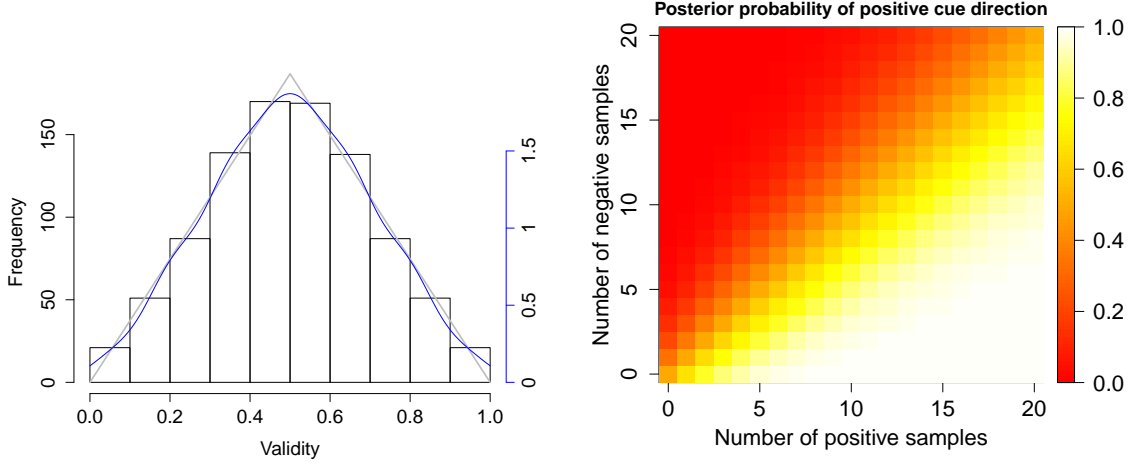 Frequency
0 50 100 150
0.0 0.2 0.4 0.6 0.8 1.0
Validity
0 0.5 1 1.5
Posterior probability of positive cue direction
Number of negative samples
0 5 10 15 20
0 5 10 15 20
Number of positive samples
0.0 0.2 0.4 0.6 0.8 1.0